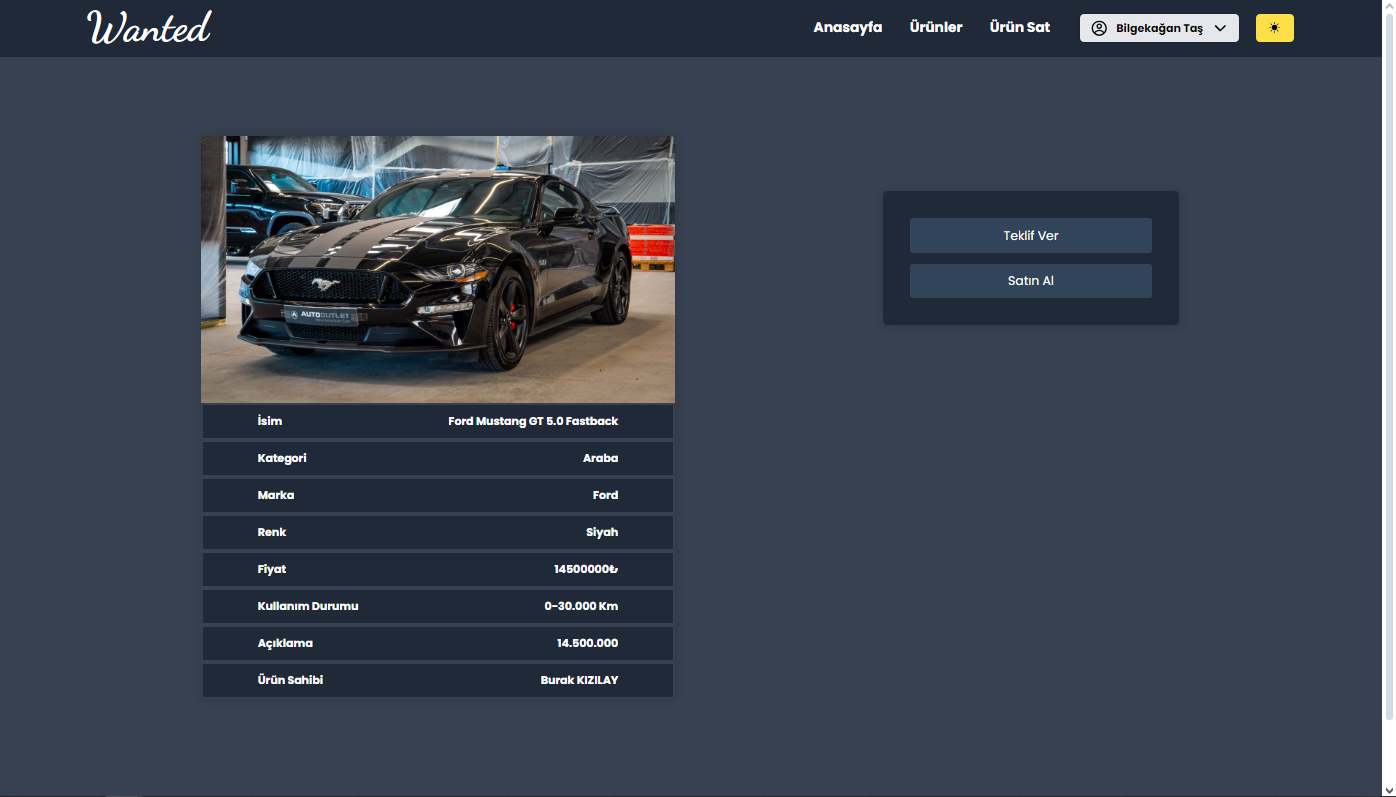 Wanted
Anasayfa Ürünler Ürün Sat Bilgekağan Taş
AUTOOUTLET
Teklif Ver
Satın Al
İsim Ford Mustang GT 5.0 Fastback
Kategori Araba
Marka Ford
Renk Siyah
Fiyat 14500000₺
Kullanım Durumu 0-30.000 Km
Açıklama 14.500.000
Ürün Sahibi Burak KIZILAY